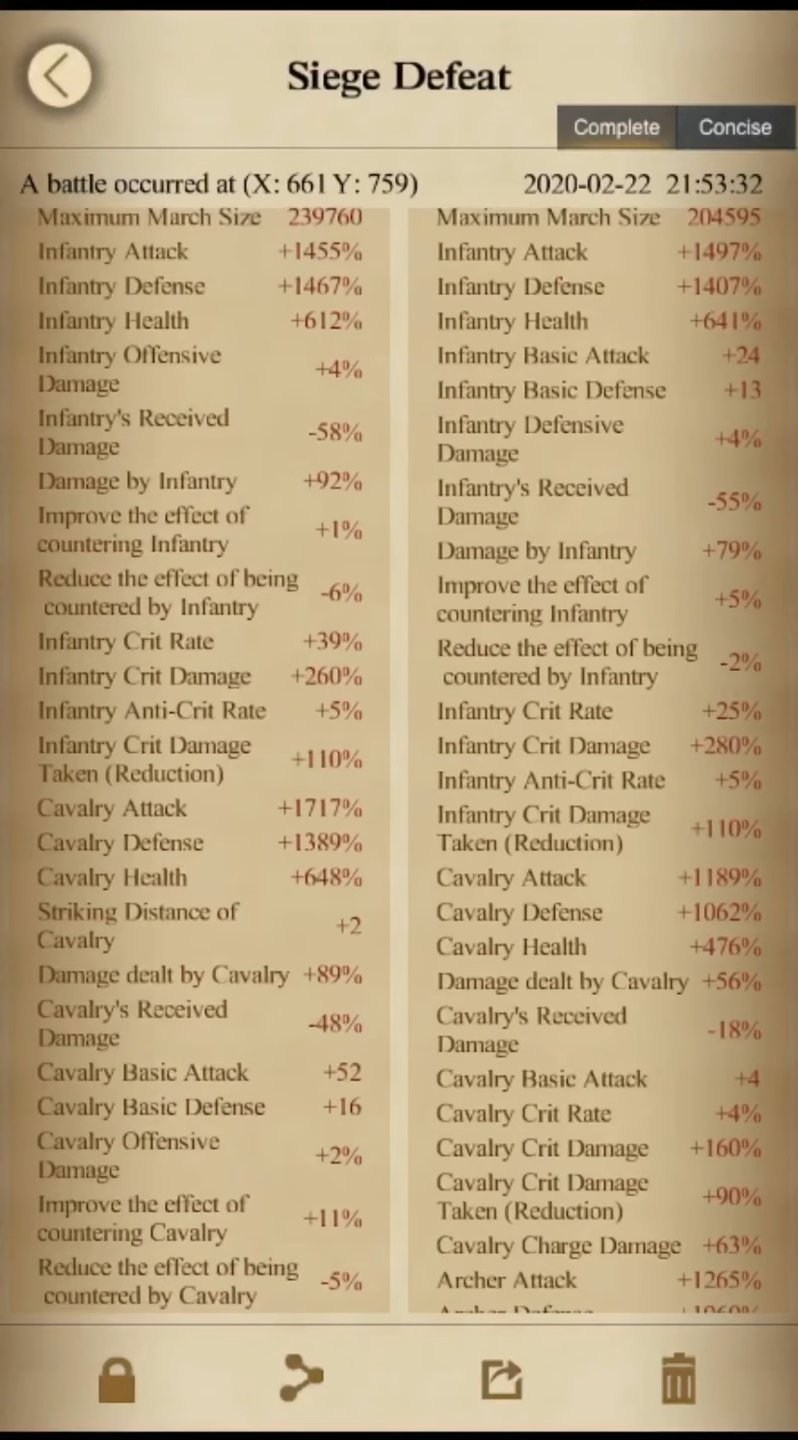 Siege Defeat
Complete Concise
A battle occurred at (X: 661 Y: 759) 2020-02-22 21:53:32
Maximum March Size 239760
Infantry Attack +1455%
Infantry Defense +1467%
Infantry Health +612%
Infantry Offensive
Damage +4%
Infantry's Received
Damage -58%
Damage by Infantry +92%
Improve the effect of
countering Infantry +1%
Reduce the effect of being
countered by Infantry -6%
Infantry Crit Rate +39%
Infantry Crit Damage +260%
Infantry Anti-Crit Rate +5%
Infantry Crit Damage
Taken (Reduction) +110%
Cavalry Attack +1717%
Cavalry Defense +1389%
Cavalry Health +648%
Striking Distance of
Cavalry +2
Damage dealt by Cavalry +89%
Cavalry's Received
Damage -48%
Cavalry Basic Attack +52
Cavalry Basic Defense +16
Cavalry Offensive
Damage +2%
Improve the effect of
countering Cavalry +11%
Reduce the effect of being
countered by Cavalry -5%
Maximum March Size 204595
Infantry Attack +1497%
Infantry Defense +1407%
Infantry Health +641%
Infantry Basic Attack +24
Infantry Basic Defense +13
Infantry Defensive
Damage +4%
Infantry's Received
Damage -55%
Damage by Infantry +79%
Improve the effect of
countering Infantry +5%
Reduce the effect of being
countered by Infantry -2%
Infantry Crit Rate +25%
Infantry Crit Damage +280%
Infantry Anti-Crit Rate +5%
Infantry Crit Damage
Taken (Reduction) +110%
Cavalry Attack +1189%
Cavalry Defense +1062%
Cavalry Health +476%
Damage dealt by Cavalry +56%
Cavalry's Received
Damage -18%
Cavalry Basic Attack +4
Cavalry Crit Rate +4%
Cavalry Crit Damage +160%
Cavalry Crit Damage
Taken (Reduction) +90%
Cavalry Charge Damage +63%
Archer Attack +1265%
Archer Defense